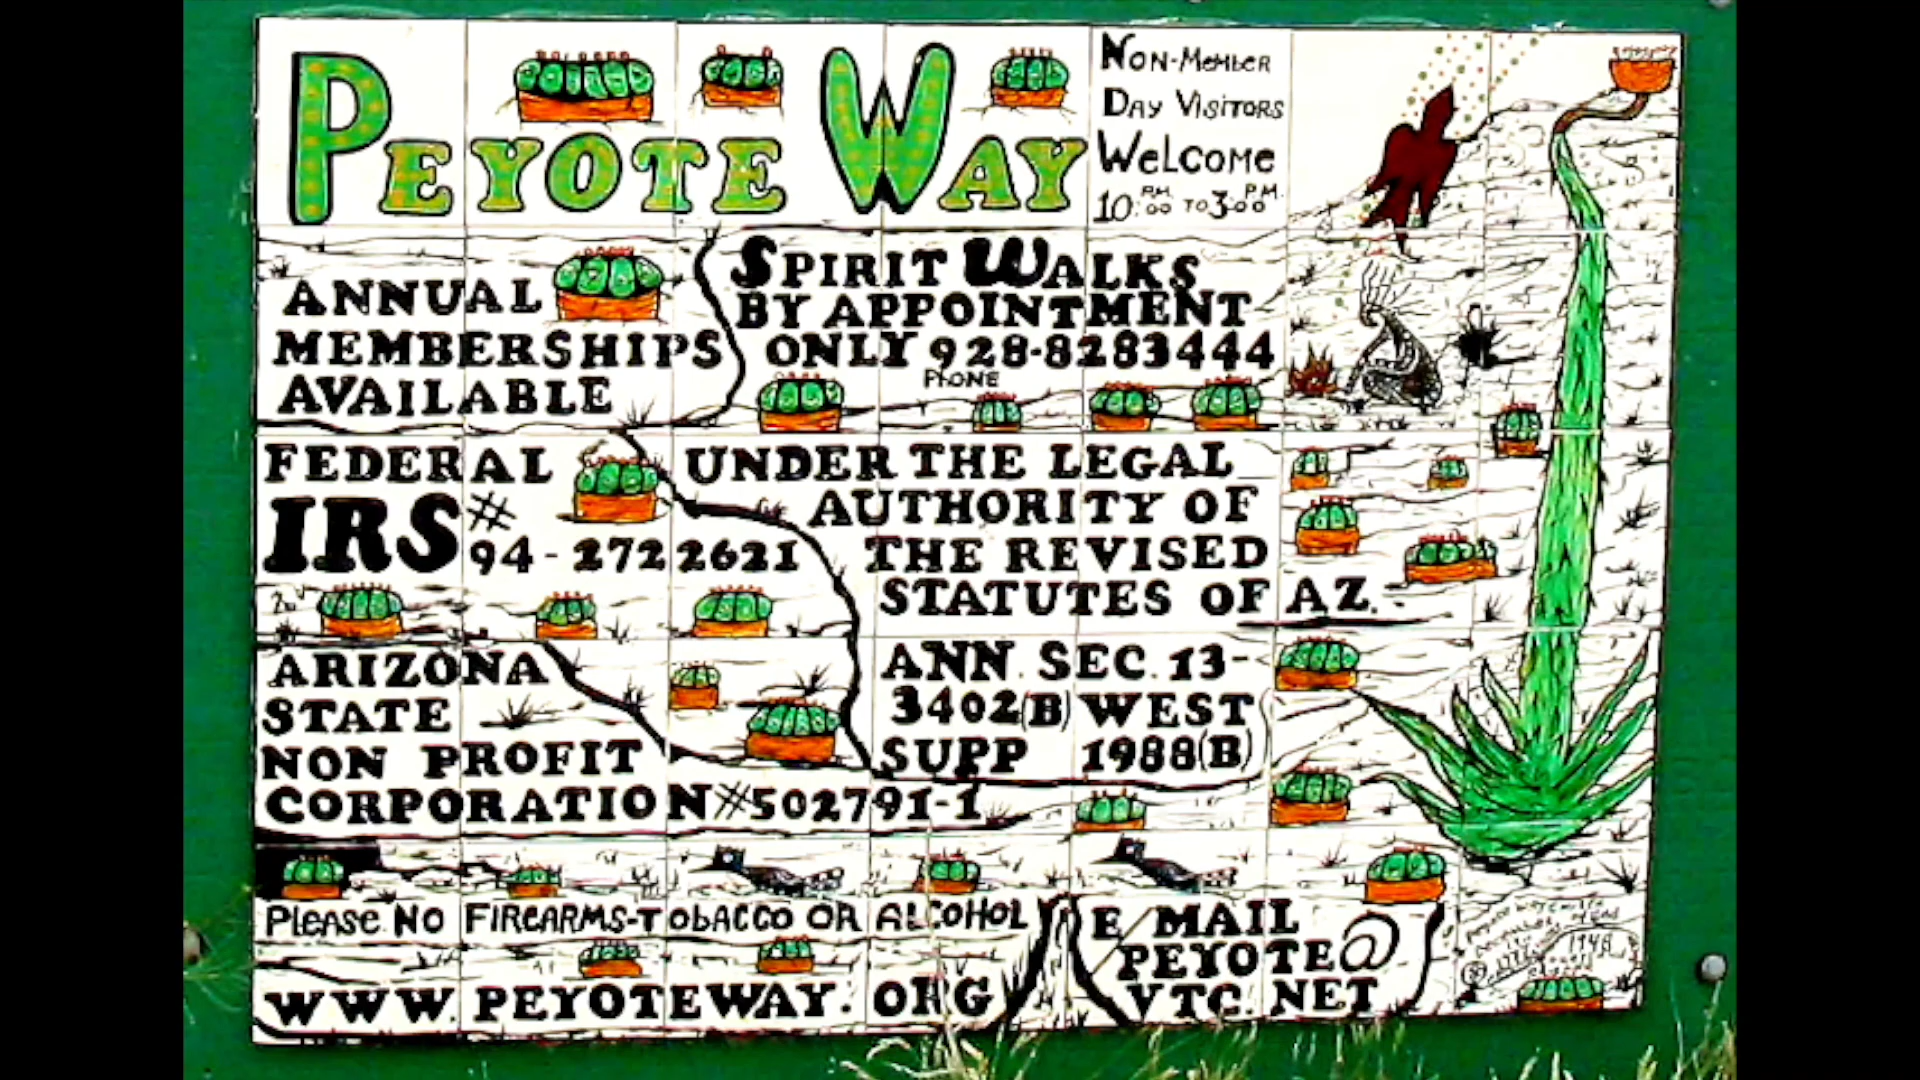 PEYOTE WAY
NON-MEMBER
DAY VISITORS
WELCOME
10:00 A.M. TO 3:00 P.M.
ANNUAL
MEMBERSHIPS
AVAILABLE
SPIRIT WALKS
BY APPOINTMENT
ONLY 928-8283444
PHONE
FEDERAL
IRS #
94-2722621
UNDER THE LEGAL
AUTHORITY OF
THE REVISED
STATUTES OF AZ.
ARIZONA
STATE
NON PROFIT
CORPORATION #502791-1
ANN. SEC. 13-
3402(B) WEST
SUPP 1988(B)
PLEASE NO FIREARMS-TOBACCO OR ALCOHOL
WWW.PEYOTEWAY.ORG
E MAIL
PEYOTE@
VTC.NET
1948